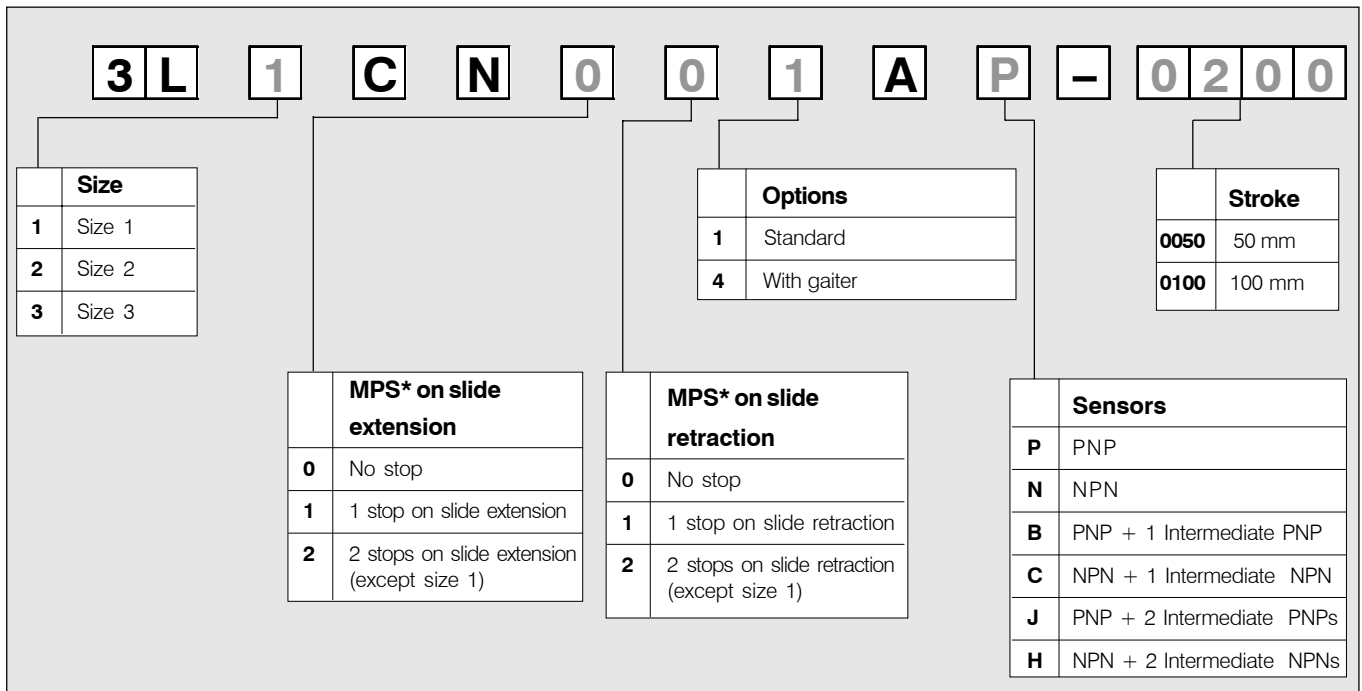 3L 1 C N 0 0 1 A P – 0200
Size
1 Size 1
2 Size 2
3 Size 3
Options
1 Standard
4 With gaiter
Stroke
0050 50 mm
0100 100 mm
MPS* on slide
extension
0 No stop
1 1 stop on slide extension
2 2 stops on slide extension
(except size 1)
MPS* on slide
retraction
0 No stop
1 1 stop on slide retraction
2 2 stops on slide retraction
(except size 1)
Sensors
P PNP
N NPN
B PNP + 1 Intermediate PNP
C NPN + 1 Intermediate NPN
J PNP + 2 Intermediate PNPs
H NPN + 2 Intermediate NPNs